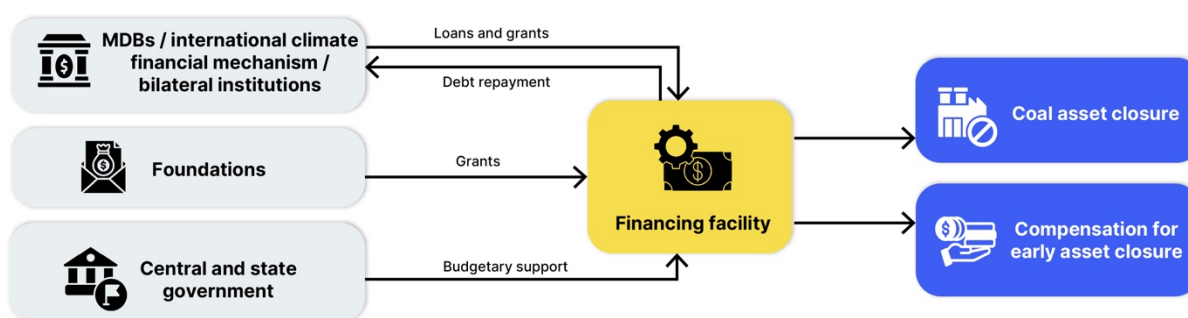 MDBs / international climate
financial mechanism /
bilateral institutions
Loans and grants
Debt repayment
Foundations
Grants
Central and state
government
Budgetary support
Financing facility
Coal asset closure
Compensation for
early asset closure